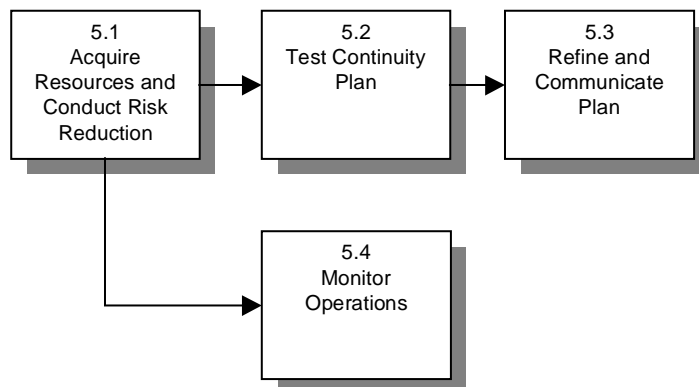 5.1
Acquire
Resources and
Conduct Risk
Reduction
5.2
Test Continuity
Plan
5.3
Refine and
Communicate
Plan
5.4
Monitor
Operations